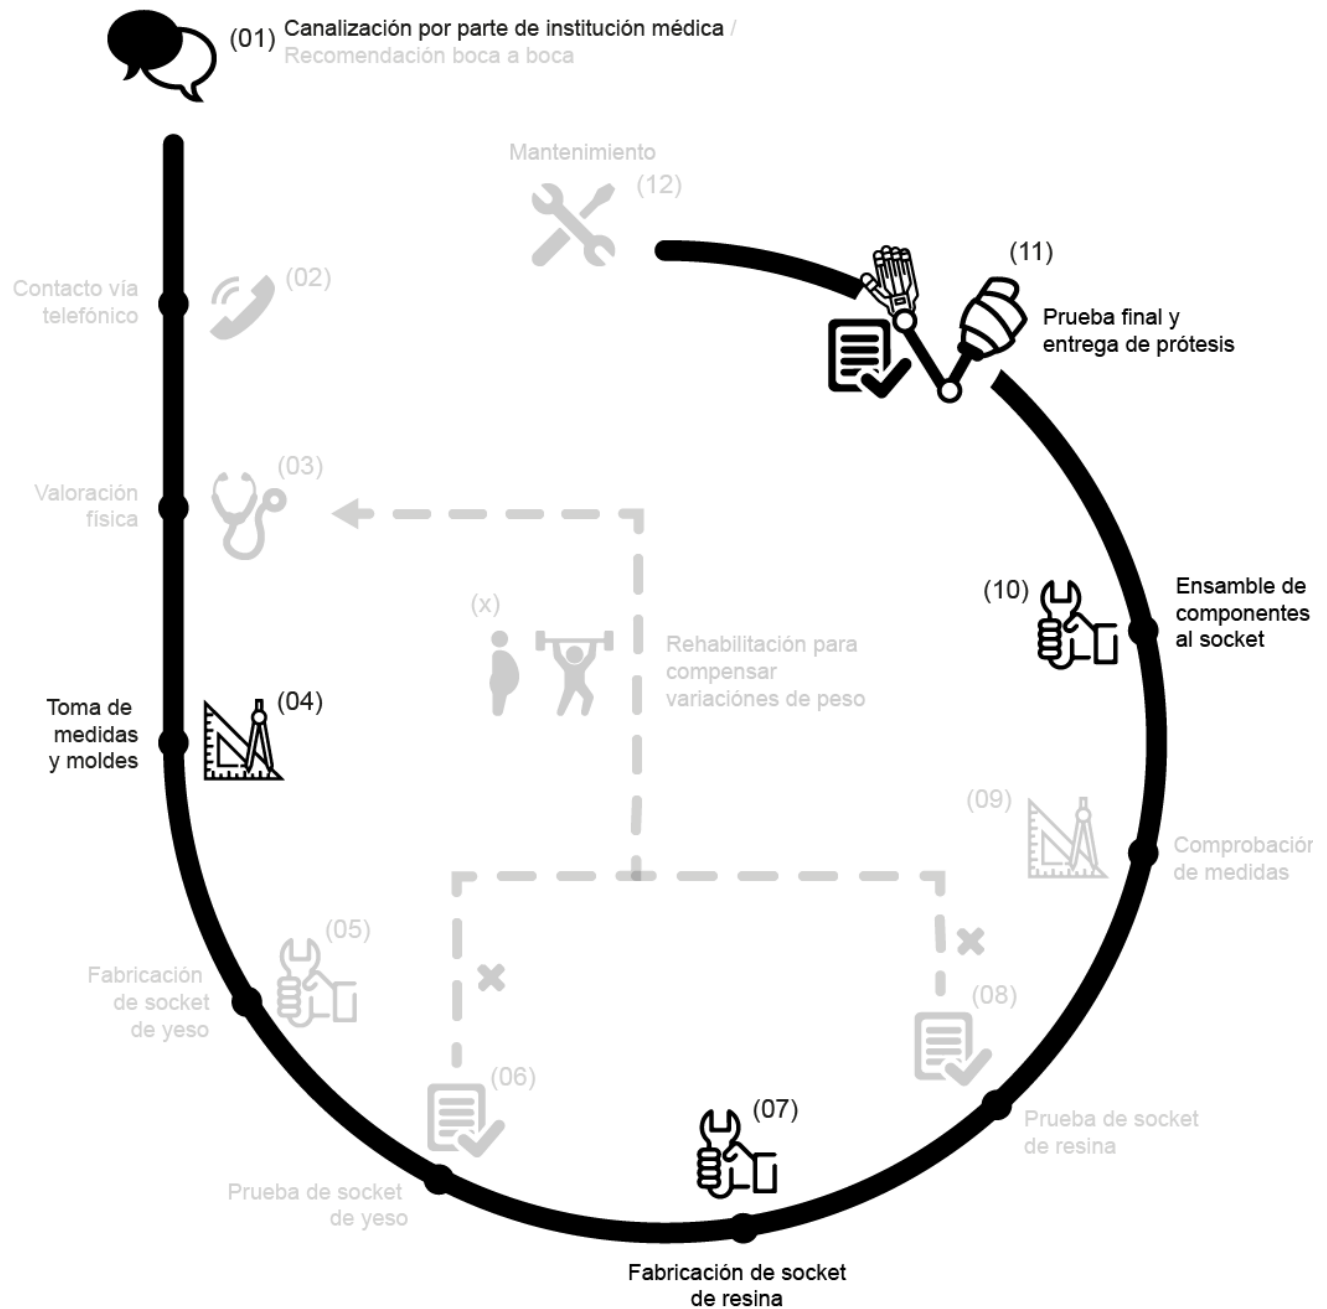 (01) Canalización por parte de institución médica /
Recomendación boca a boca
Contacto vía
telefónico
(02)
Valoración
física
(03)
Toma de
medidas
y moldes
(04)
Fabricación
de socket
de yeso
(05)
Prueba de socket
de yeso
(06)
(07)
Fabricación de socket
de resina
(08)
Prueba de socket
de resina
(09)
Comprobación
de medidas
(10)
Ensamble de
componentes
al socket
(11)
Prueba final y
entrega de prótesis
Mantenimiento
(12)
(x)
Rehabilitación para
compensar
variaciónes de peso